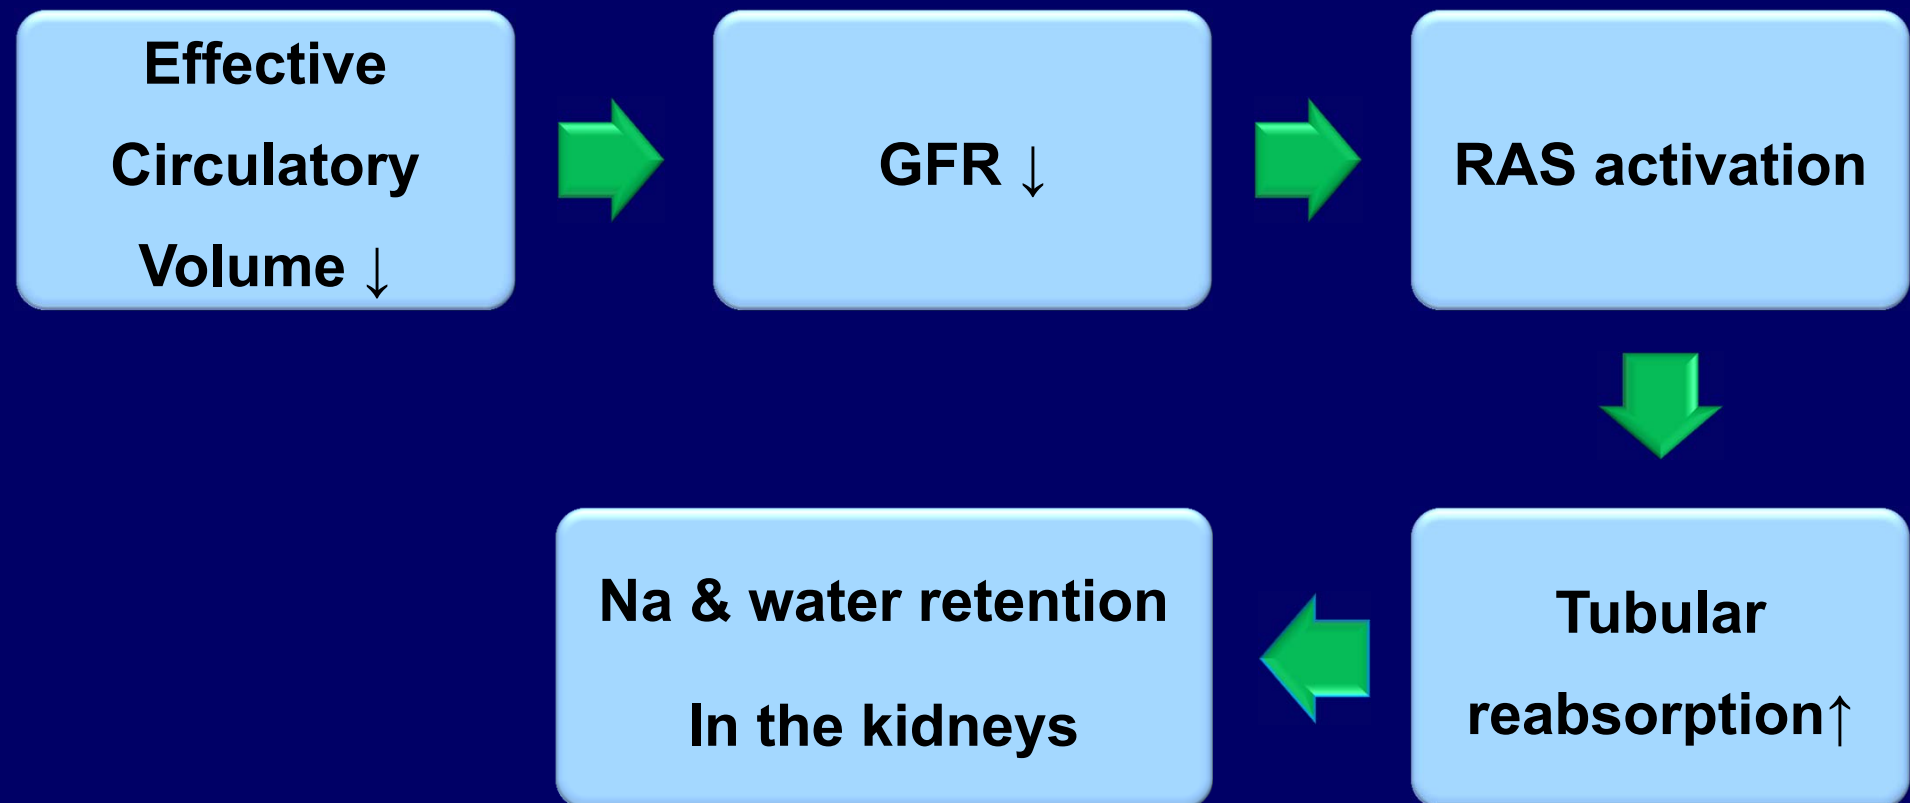 Effective
Circulatory
Volume ↓
GFR ↓
RAS activation
Tubular
reabsorption↑
Na & water retention
In the kidneys